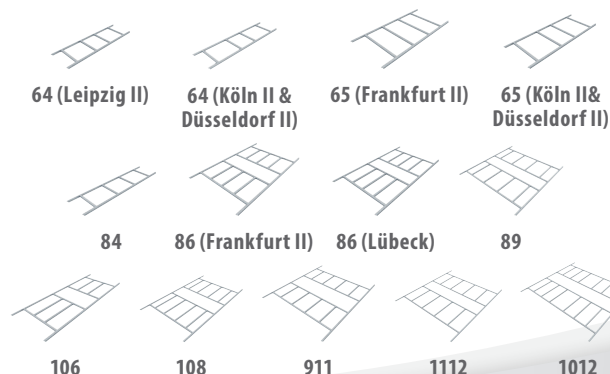 64 (Leipzig II)
64 (Köln II &
Düsseldorf II)
65 (Frankfurt II)
65 (Köln II&
Düsseldorf II)
84
86 (Frankfurt II)
86 (Lübeck)
89
106
108
911
1112
1012